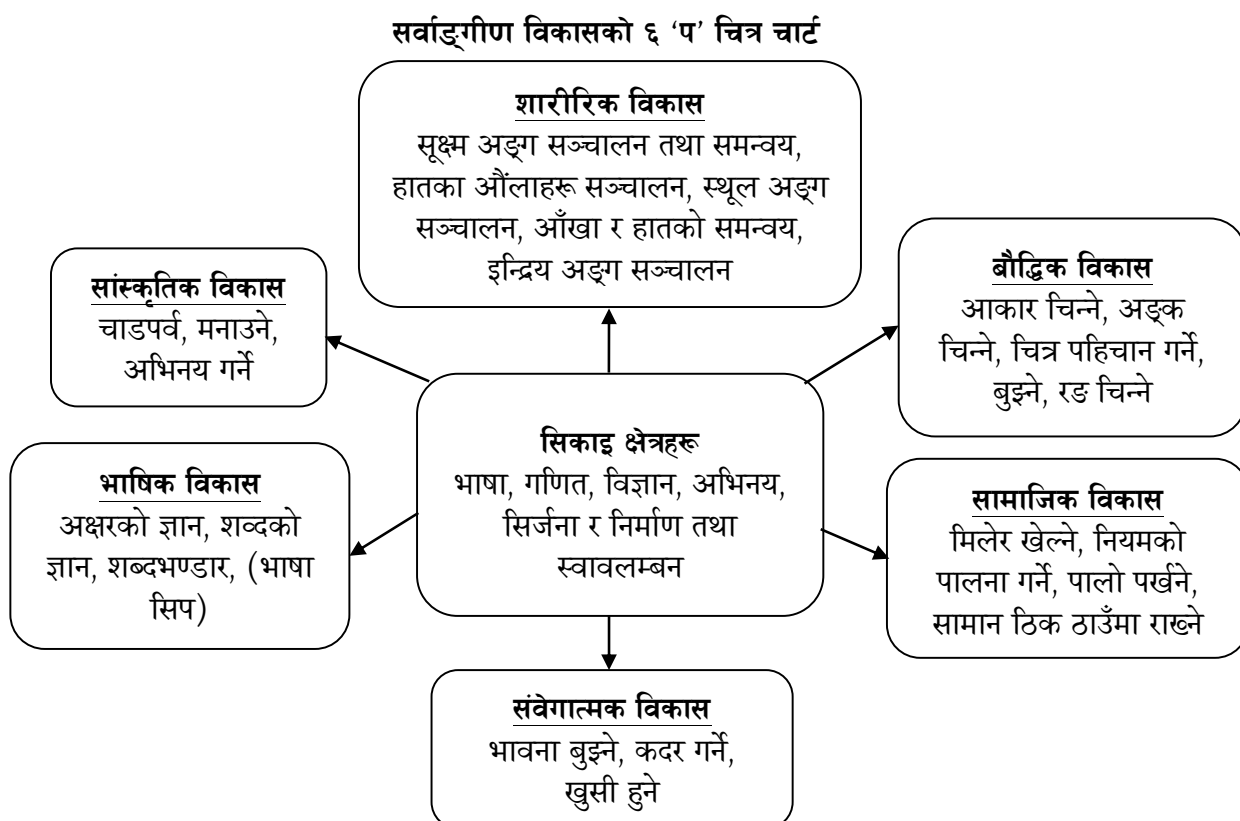 सर्वाङ्गीण विकासको ६ ‘प’ चित्र चार्ट
शारीरिक विकास
सूक्ष्म अङ्ग सञ्चालन तथा समन्वय,
हातका औंलाहरू सञ्चालन, स्थूल अङ्ग
सञ्चालन, आँखा र हातको समन्वय,
इन्द्रिय अङ्ग सञ्चालन
सांस्कृतिक विकास
चाडपर्व, मनाउने,
अभिनय गर्ने
बौद्धिक विकास
आकार चिन्ने, अङ्क
चिन्ने, चित्र पहिचान गर्ने,
बुझ्ने, रङ चिन्ने
सिकाइ क्षेत्रहरू
भाषा, गणित, विज्ञान, अभिनय,
सिर्जना र निर्माण तथा
स्वावलम्बन
भाषिक विकास
अक्षरको ज्ञान, शव्दको
ज्ञान, शब्दभण्डार, (भाषा
सिप)
सामाजिक विकास
मिलेर खेल्ने, नियमको
पालना गर्ने, पालो पर्खने,
सामान ठिक ठाउँमा राख्ने
संवेगात्मक विकास
भावना बुझ्ने, कदर गर्ने,
खुसी हुने